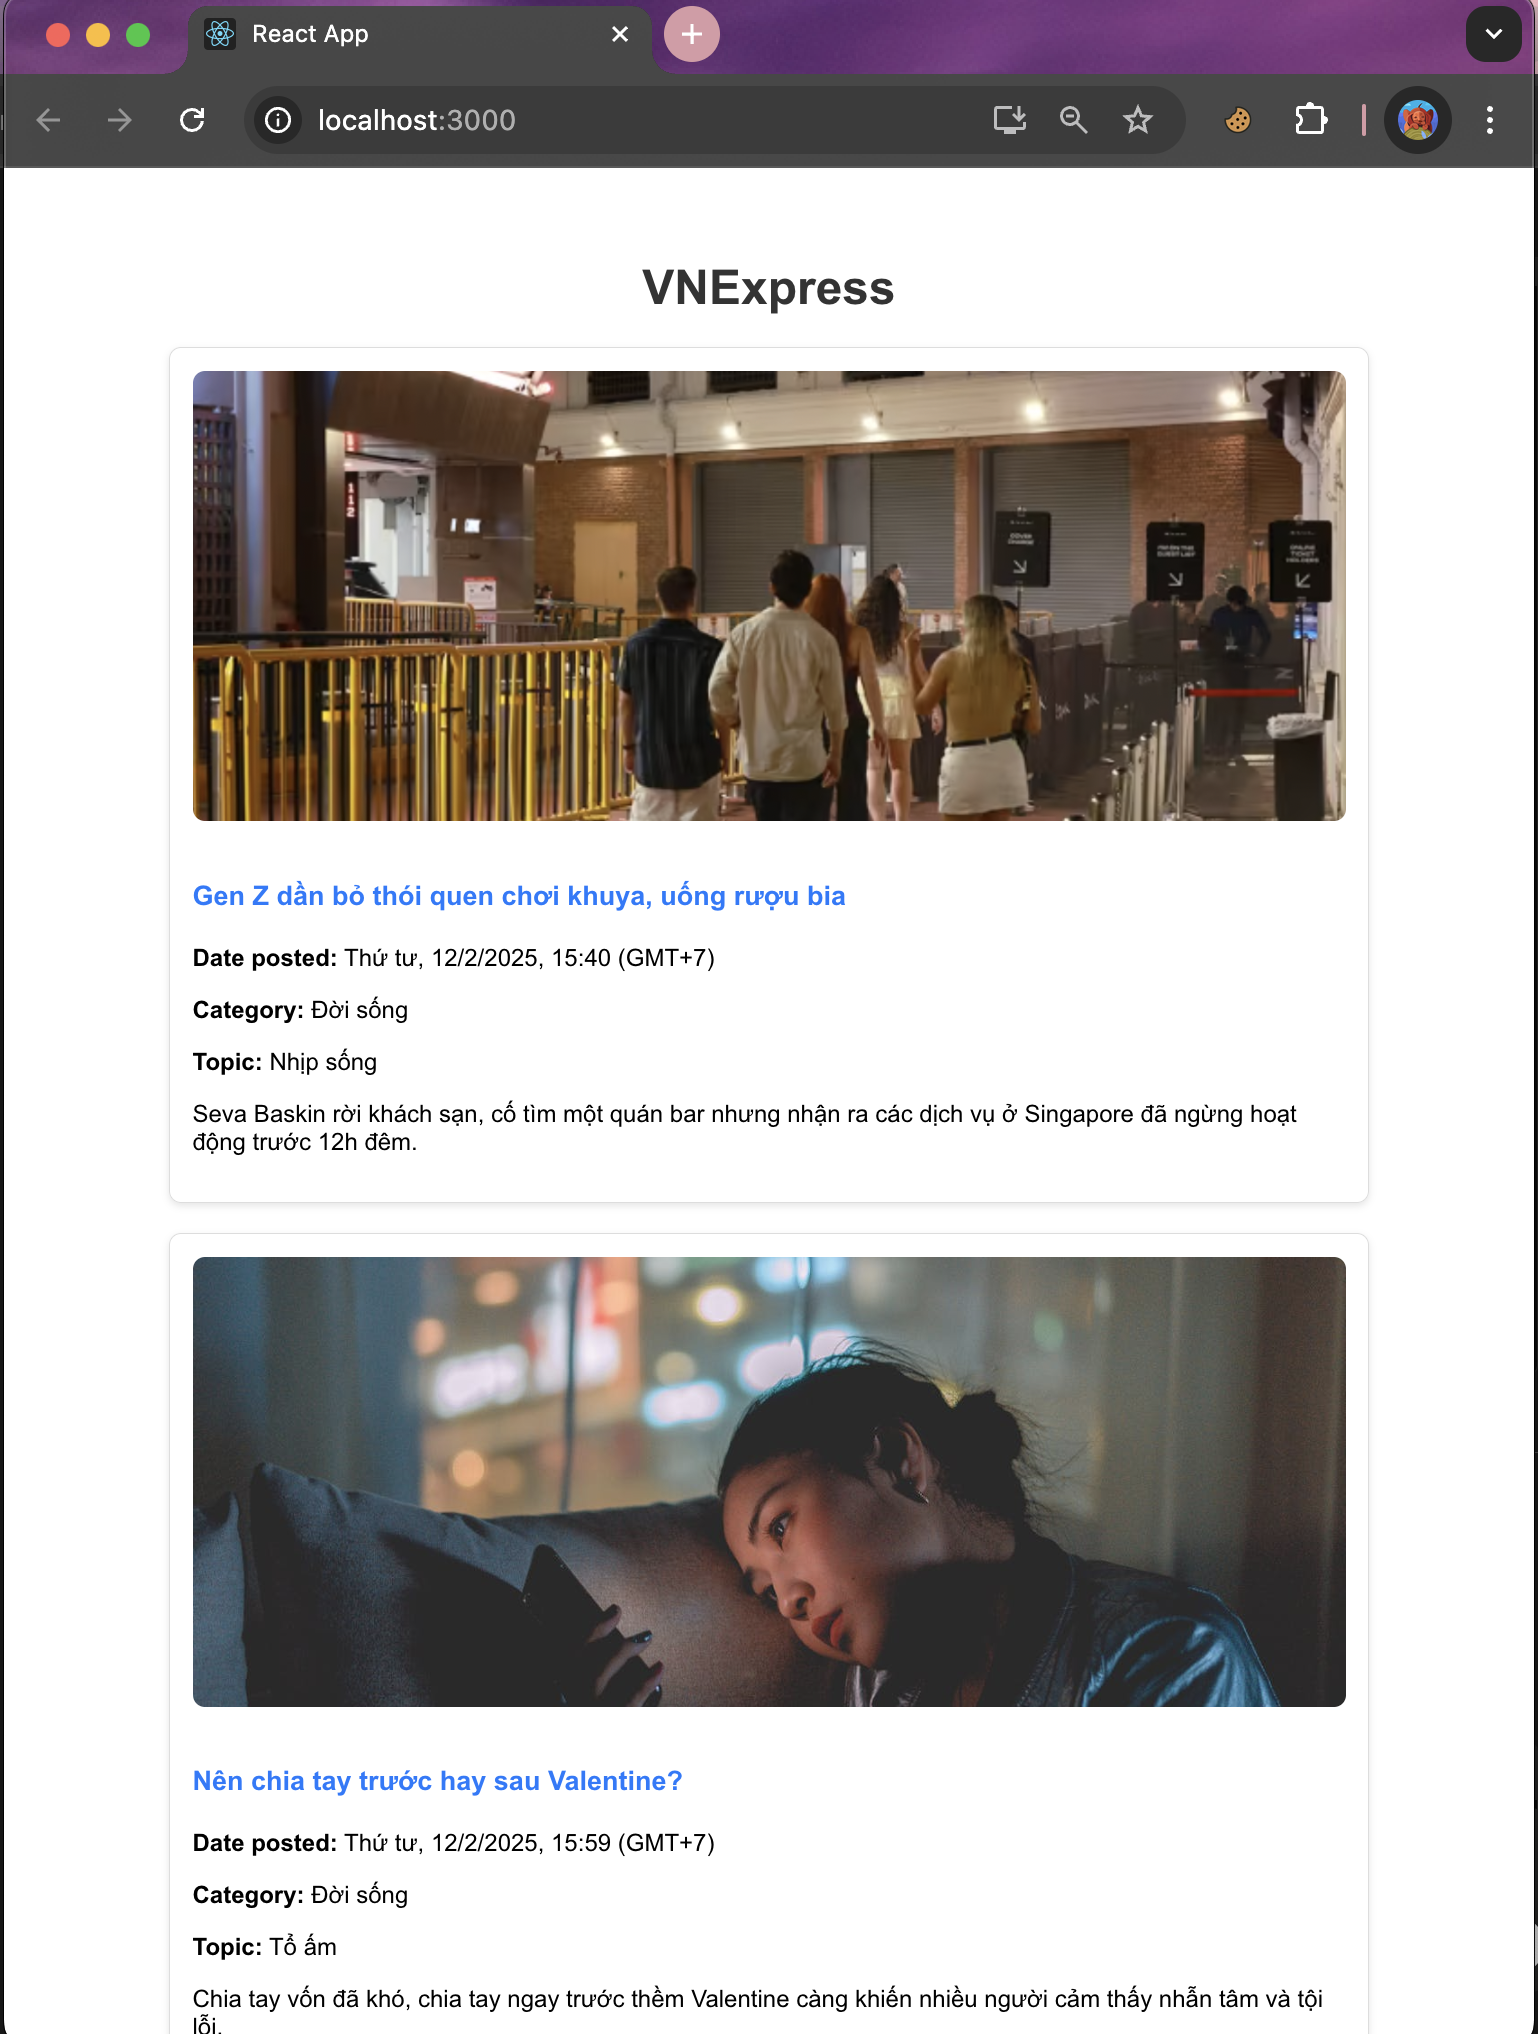 React App
localhost:3000
VNExpress
112
Gen Z dần bỏ thói quen chơi khuya, uống rượu bia
Date posted: Thứ tư, 12/2/2025, 15:40 (GMT+7)
Category: Đời sống
Topic: Nhịp sống
Seva Baskin rời khách sạn, cố tìm một quán bar nhưng nhận ra các dịch vụ ở Singapore đã ngừng hoạt
động trước 12h đêm.
Nên chia tay trước hay sau Valentine?
Date posted: Thứ tư, 12/2/2025, 15:59 (GMT+7)
Category: Đời sống
Topic: Tổ ấm
Chia tay vốn đã khó, chia tay ngay trước thềm Valentine càng khiến nhiều người cảm thấy nhẫn tâm và tội
lỗi.